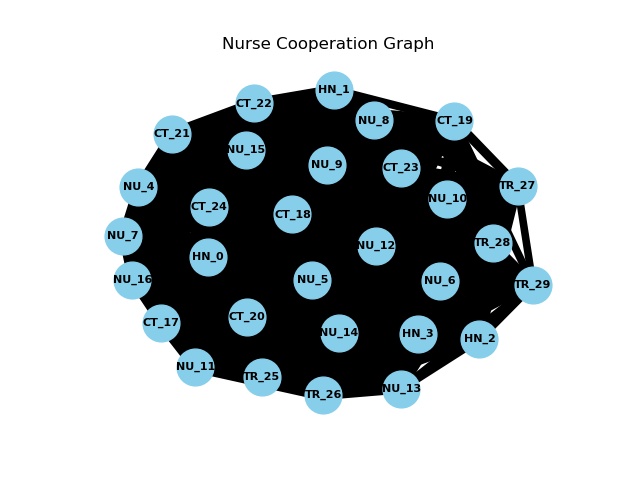 Nurse Cooperation Graph
HN_1
CT_22
NU_8
CT_19
CT_21
NU_15
NU_9
CT_23
NU_4
TR_27
NU_10
CT_24
CT_18
NU_7
TR_28
NU_12
HN_0
NU_16
NU_5
NU_6
TR_29
CT_17
CT_20
NU_14
HN_3
HN_2
NU_11
TR_25
TR_26
NU_13